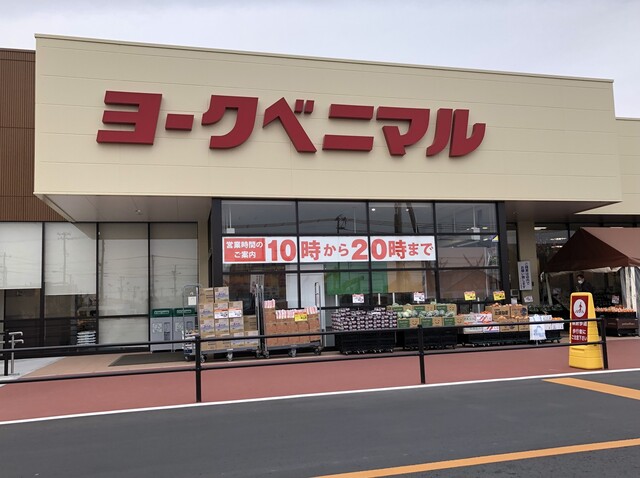 ヨークベニマル
営業時間の
ご案内
10時から20時まで